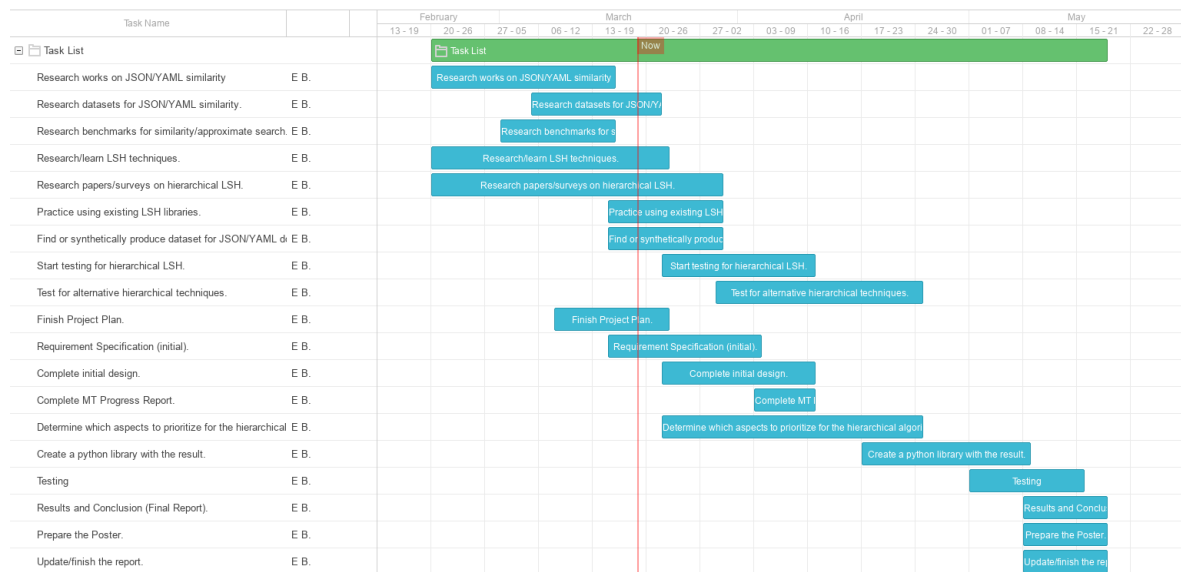 Task Name
February March April May
13 - 19 20 - 26 27 - 05 06 - 12 13 - 19 20 - 26 27 - 02 03 - 09 10 - 16 17 - 23 24 - 30 01 - 07 08 - 14 15 - 21 22 - 28
Task List Task List Now
Research works on JSON/YAML similarity E B. Research works on JSON/YAML similarity
Research datasets for JSON/YAML similarity. E B. Research datasets for JSON/YA
Research benchmarks for similarity/approximate search. E B. Research benchmarks for s
Research/learn LSH techniques. E B. Research/learn LSH techniques.
Research papers/surveys on hierarchical LSH. E B. Research papers/surveys on hierarchical LSH.
Practice using existing LSH libraries. E B. Practice using existing LSH
Find or synthetically produce dataset for JSON/YAML d E B. Find or synthetically produc
Start testing for hierarchical LSH. E B. Start testing for hierarchical LSH.
Test for alternative hierarchical techniques. E B. Test for alternative hierarchical techniques.
Finish Project Plan. E B. Finish Project Plan.
Requirement Specification (initial). E B. Requirement Specification (initial).
Complete initial design. E B. Complete initial design.
Complete MT Progress Report. E B. Complete MT
Determine which aspects to prioritize for the hierarchical E B. Determine which aspects to prioritize for the hierarchical algori
Create a python library with the result. E B. Create a python library with the result.
Testing E B. Testing
Results and Conclusion (Final Report). E B. Results and Conclu
Prepare the Poster. E B. Prepare the Poster.
Update/finish the report. E B. Update/finish the rep